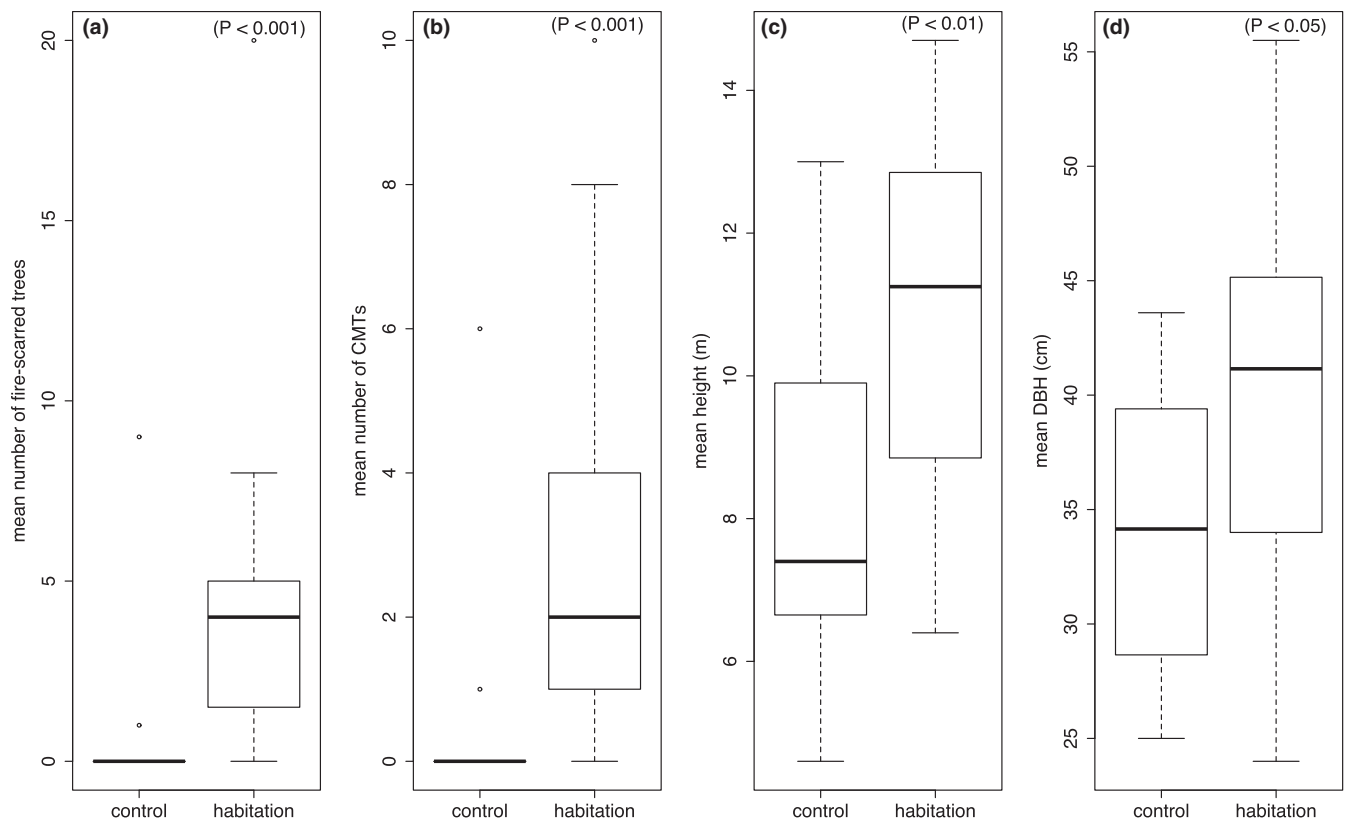 (a)
(P < 0.001)
mean number of fire-scarred trees
20
15
10
5
0
control
habitation
(b)
(P < 0.001)
mean number of CMTs
10
8
6
4
2
0
control
habitation
(c)
(P < 0.01)
mean height (m)
14
12
10
8
6
control
habitation
(d)
(P < 0.05)
mean DBH (cm)
55
50
45
40
35
30
25
control
habitation